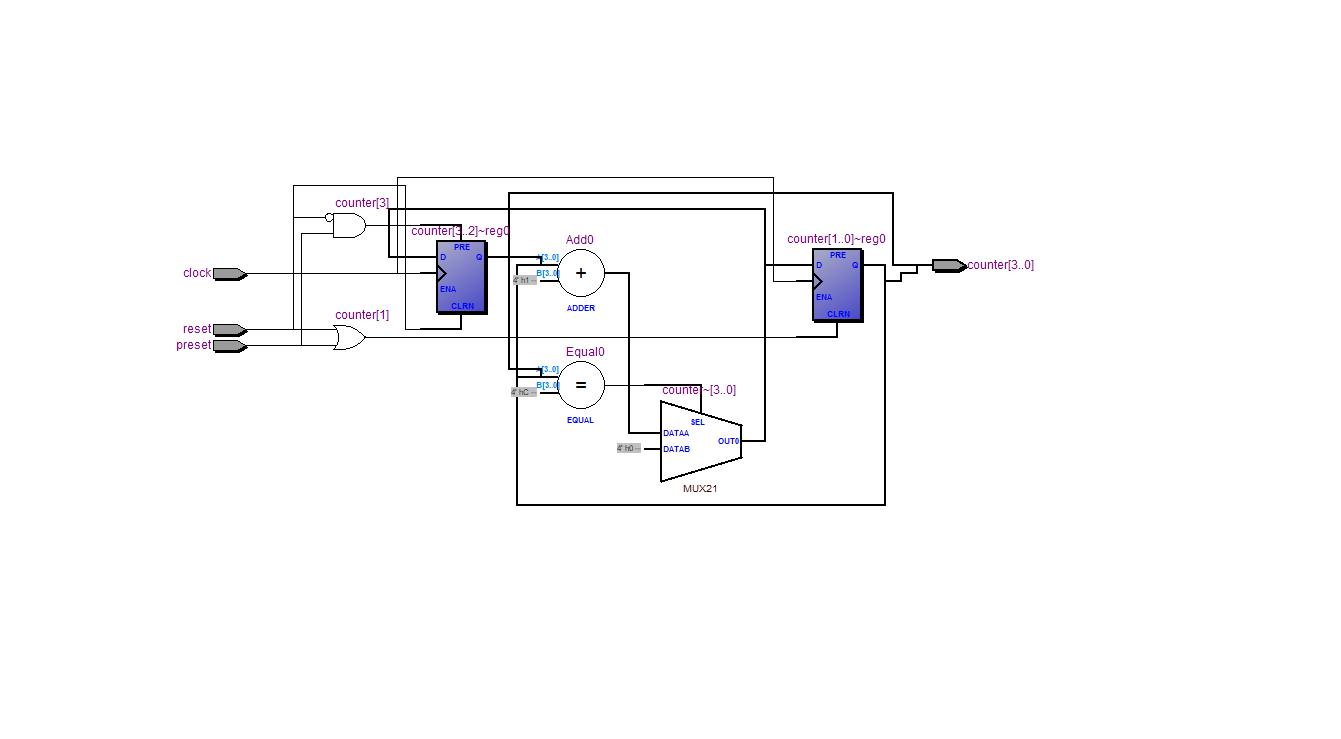 counter[3]
counter[3..2]~reg0
PRE
D
Q
ENA
CLRN
clock
reset
preset
counter[1]
Add0
A[3..0]
B[3..0]
4' h1 --
+
ADDER
Equal0
A[3..0]
B[3..0]
4' hC --
=
EQUAL
counter~[3..0]
SEL
DATAA
DATAB
OUT0
4' h0 --
MUX21
counter[1..0]~reg0
PRE
D
Q
ENA
CLRN
counter[3..0]